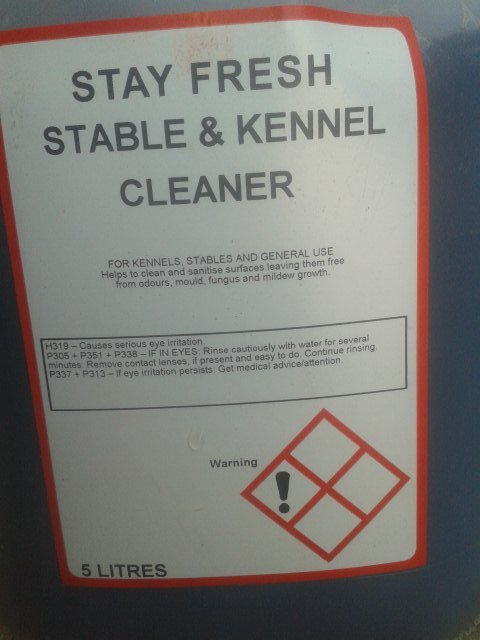 STAY FRESH
STABLE & KENNEL
CLEANER
FOR KENNELS, STABLES AND GENERAL USE
Helps to clean and sanitise surfaces leaving them free
from odours, mould, fungus and mildew growth.
H319 – Causes serious eye irritation.
P305 + P351 + P338 – IF IN EYES: Rinse cautiously with water for several
minutes. Remove contact lenses, if present and easy to do. Continue rinsing.
P337 + P313 – If eye irritation persists: Get medical advice/attention.
Warning
!
5 LITRES